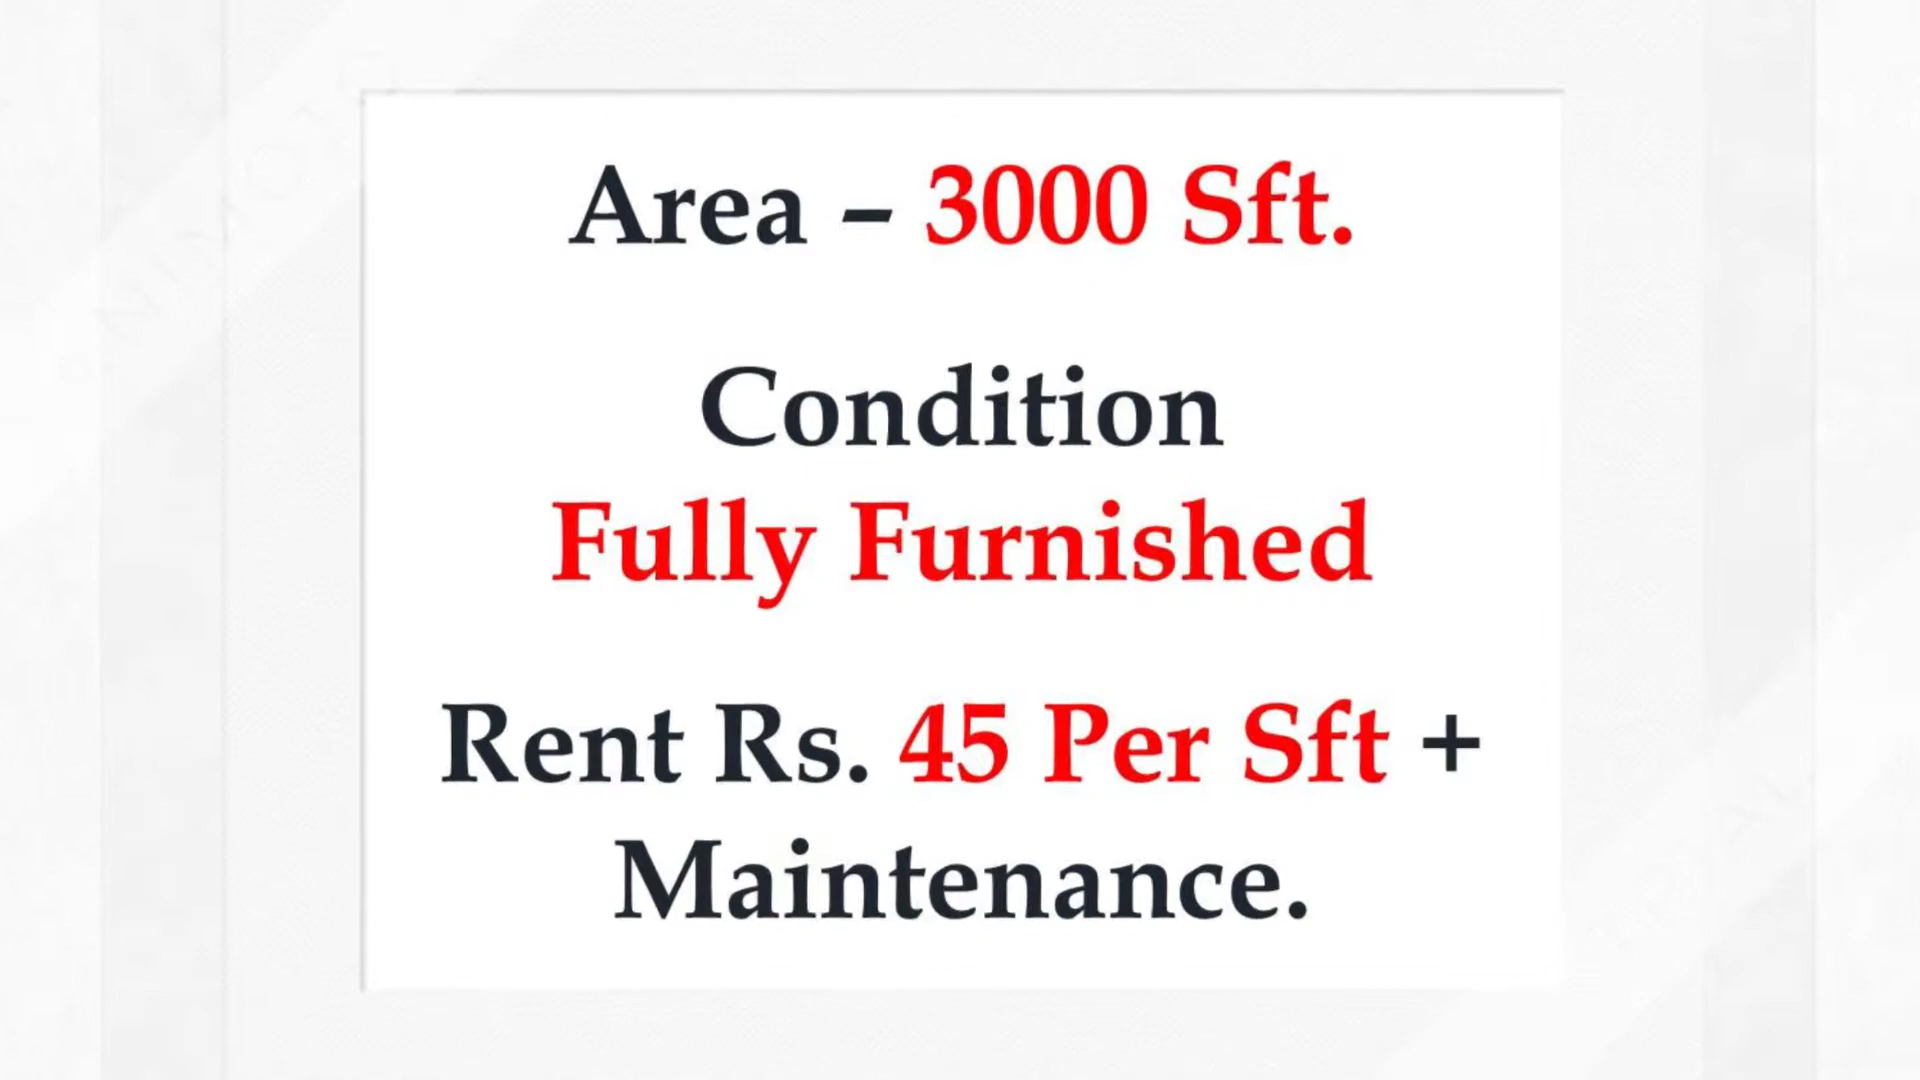 Area – 3000 Sft.
Condition
Fully Furnished
Rent Rs. 45 Per Sft +
Maintenance.